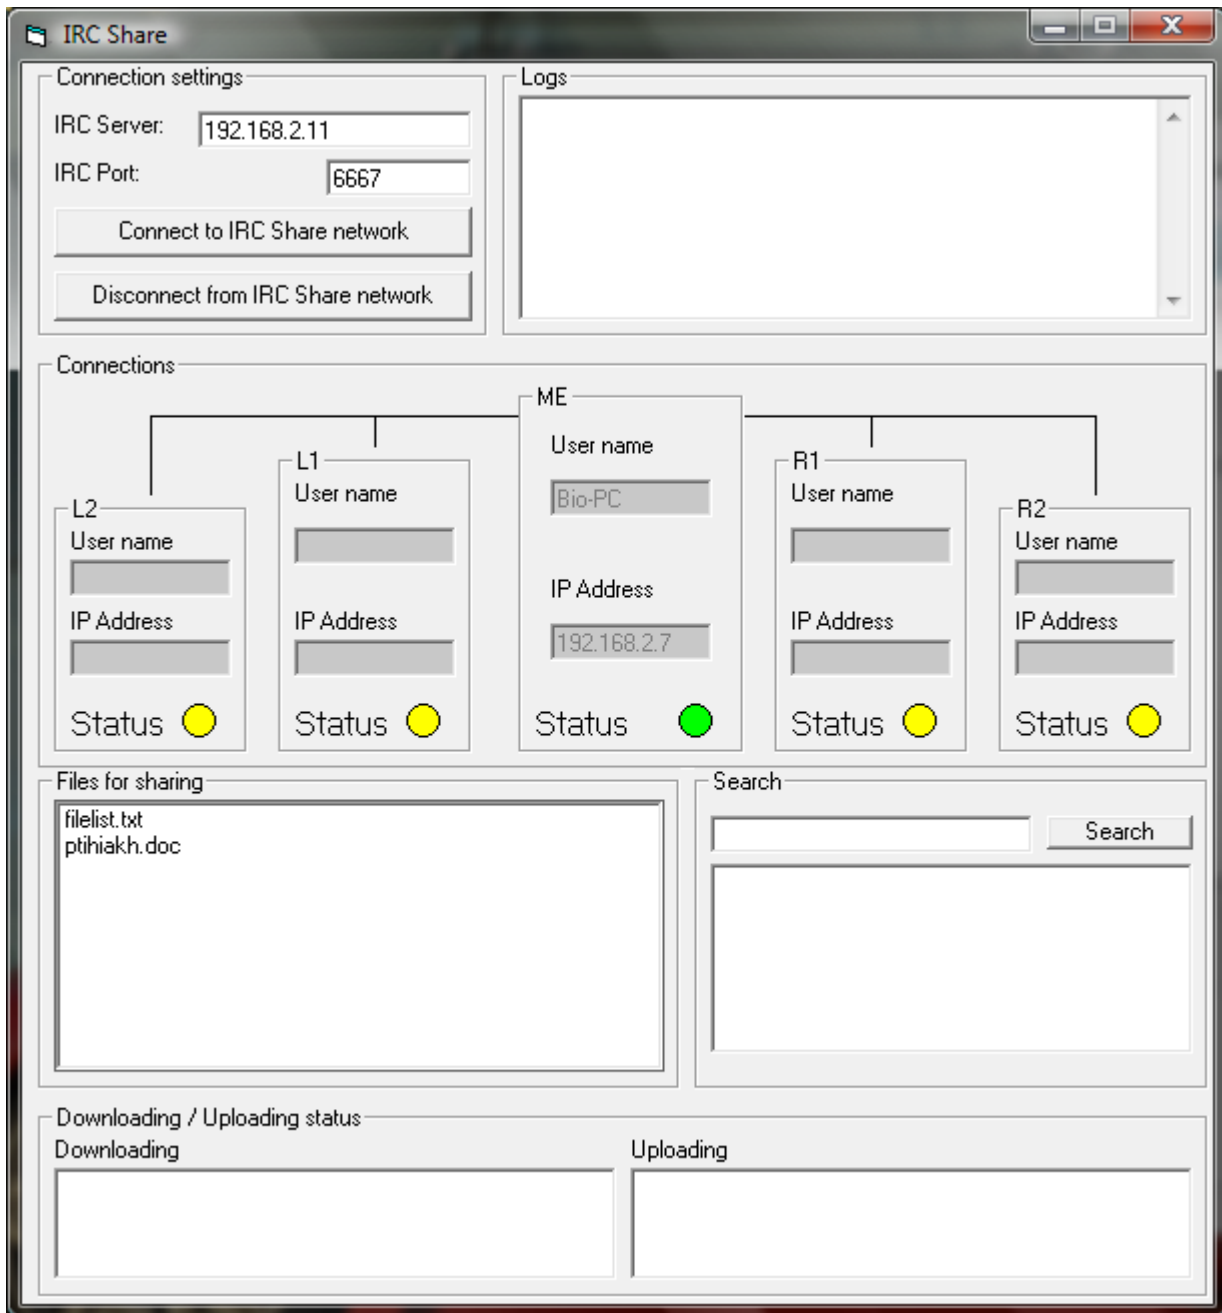 IRC Share
Connection settings
IRC Server:
192.168.2.11
IRC Port:
6667
Connect to IRC Share network
Disconnect from IRC Share network
Logs
Connections
L2
User name
IP Address
Status
L1
User name
IP Address
Status
ME
User name
Bio-PC
IP Address
192.168.2.7
Status
R1
User name
IP Address
Status
R2
User name
IP Address
Status
Files for sharing
filelist.txt
ptihiakh.doc
Search
Search
Downloading / Uploading status
Downloading
Uploading